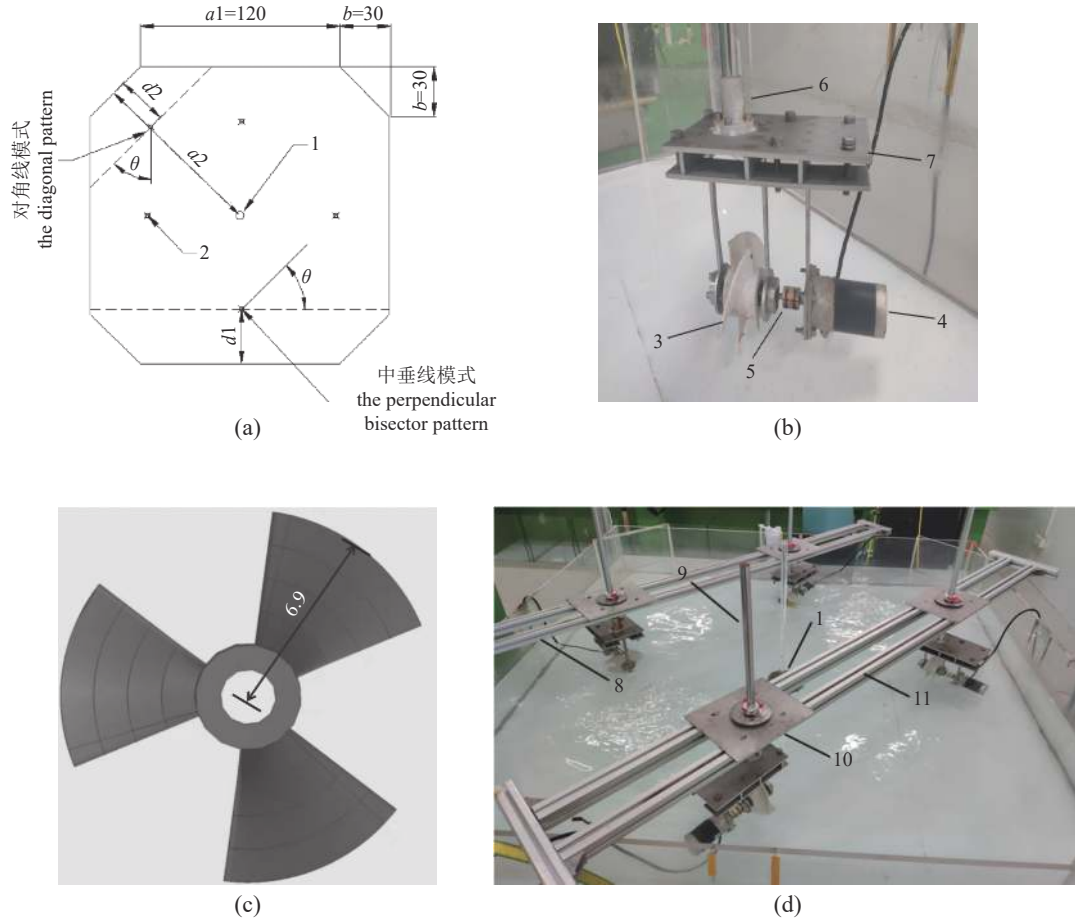 a1=120
b=30
b=30
d2
a2
1
θ
对角线模式
the diagonal pattern
2
θ
d1
中垂线模式
the perpendicular
bisector pattern
(a)
6
7
3
5
4
(b)
6.9
(c)
9
1
8
11
10
(d)